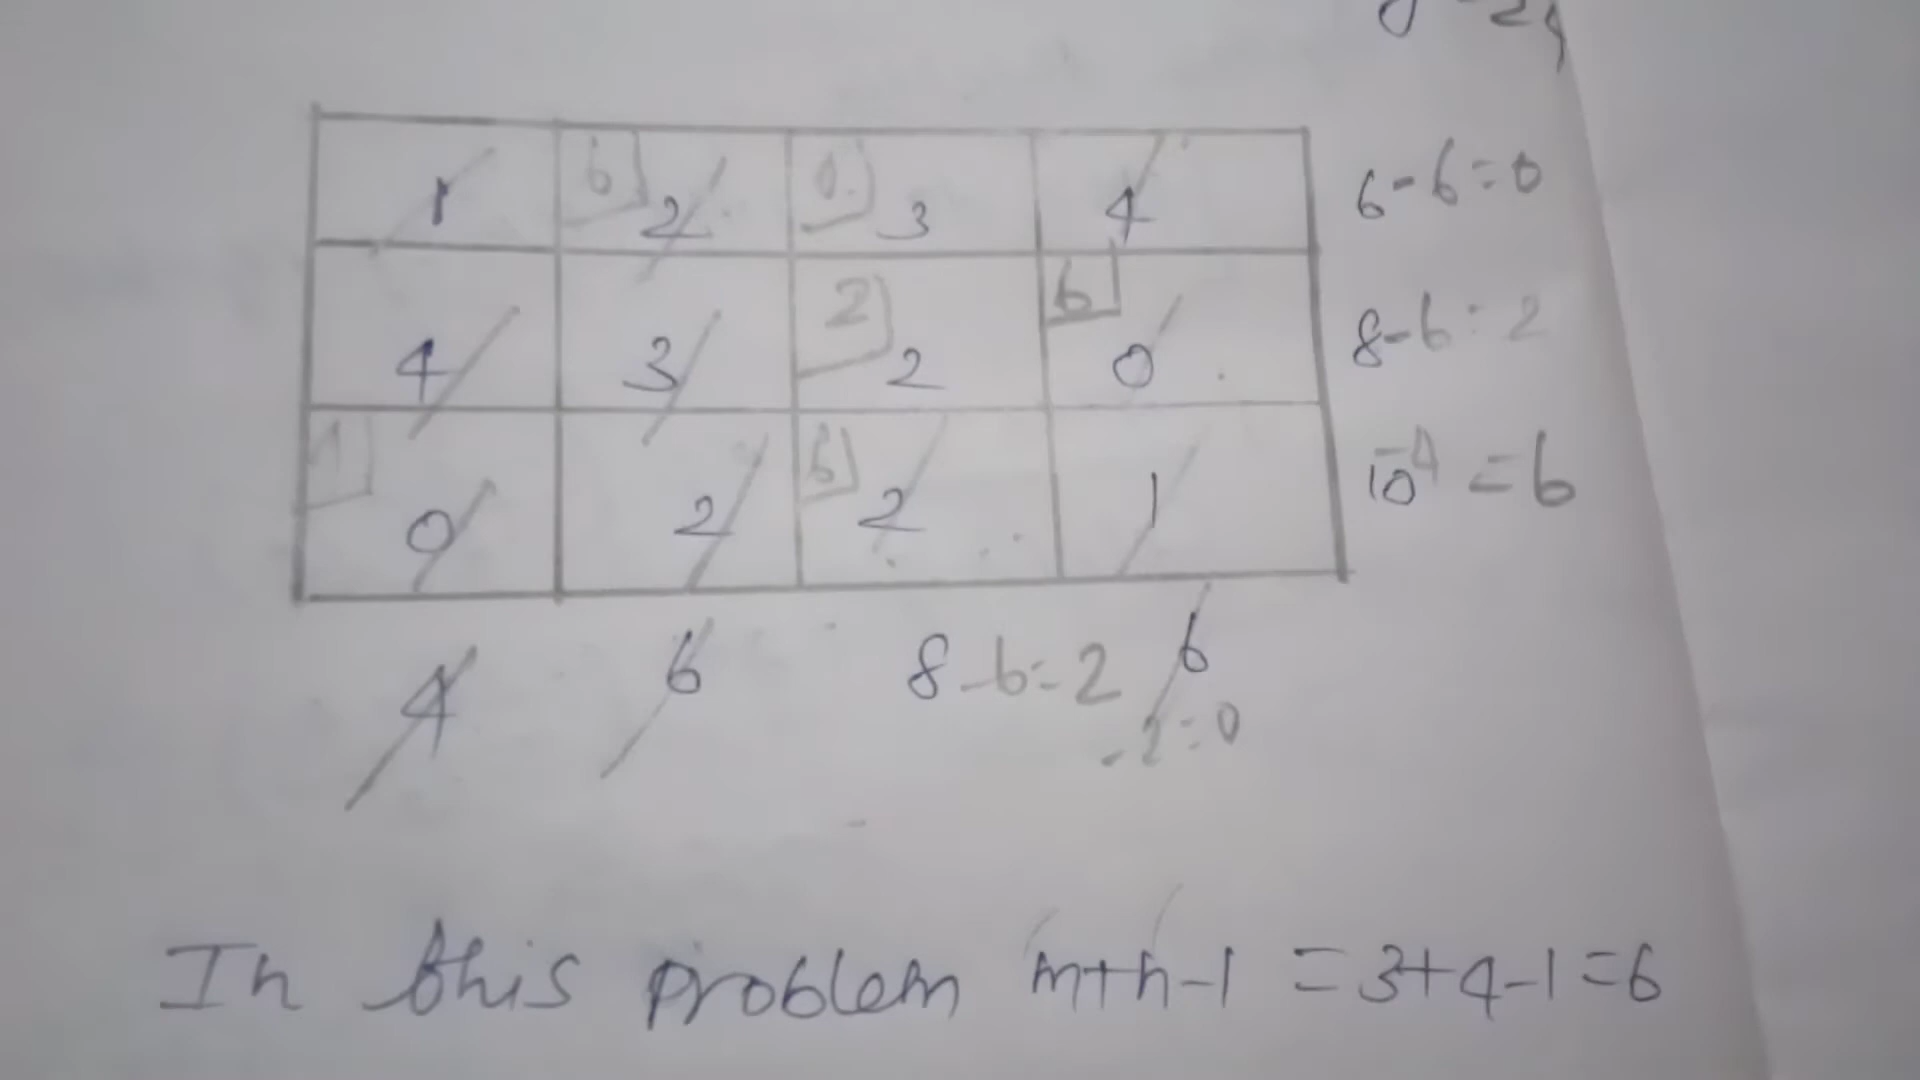 1 6 2 0 3 4 6-6=0
4 3 2 2 6 0 8-6=2
0 2 6 2 1 10-4=6
4 6 8-6=2 6
-2=0
In this problem m+n-1 = 3+4-1=6